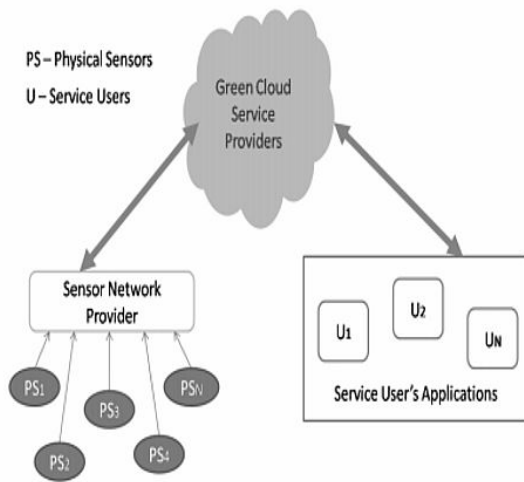 PS – Physical Sensors
U – Service Users
Green Cloud
Service
Providers
Sensor Network
Provider
PS1
PS2
PS3
PS4
PSN
U1
U2
UN
Service User's Applications